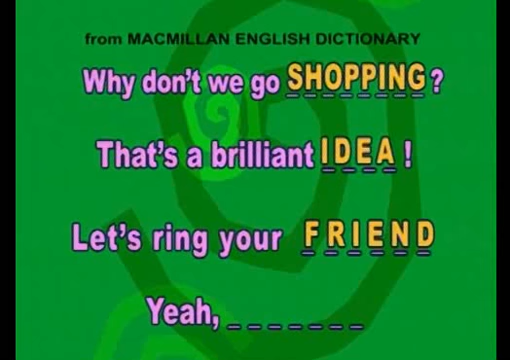 from MACMILLAN ENGLISH DICTIONARY
Why don't we go SHOPPING?
That's a brilliant IDEA!
Let's ring your FRIEND
Yeah, _ _ _ _ _ _ _